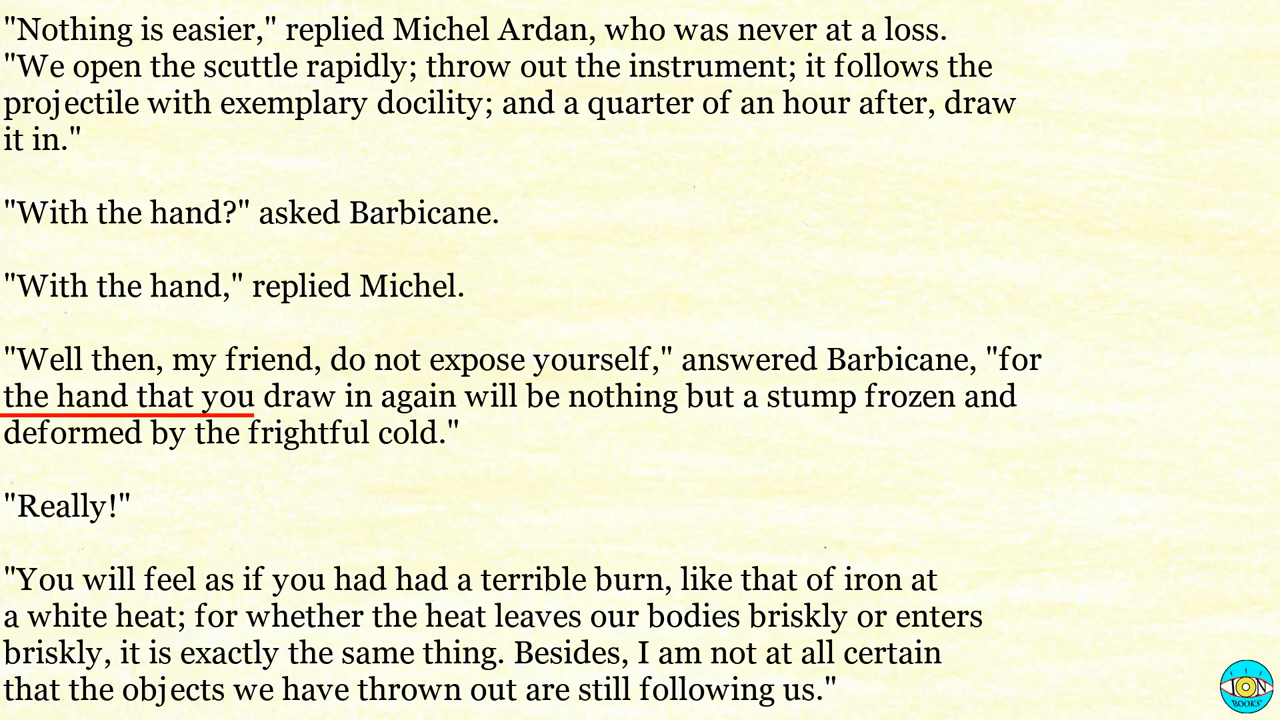 "Nothing is easier," replied Michel Ardan, who was never at a loss.
"We open the scuttle rapidly; throw out the instrument; it follows the
projectile with exemplary docility; and a quarter of an hour after, draw
it in."
"With the hand?" asked Barbicane.
"With the hand," replied Michel.
"Well then, my friend, do not expose yourself," answered Barbicane, "for
the hand that you draw in again will be nothing but a stump frozen and
deformed by the frightful cold."
"Really!"
"You will feel as if you had had a terrible burn, like that of iron at
a white heat; for whether the heat leaves our bodies briskly or enters
briskly, it is exactly the same thing. Besides, I am not at all certain
that the objects we have thrown out are still following us."
ION
BOOKS